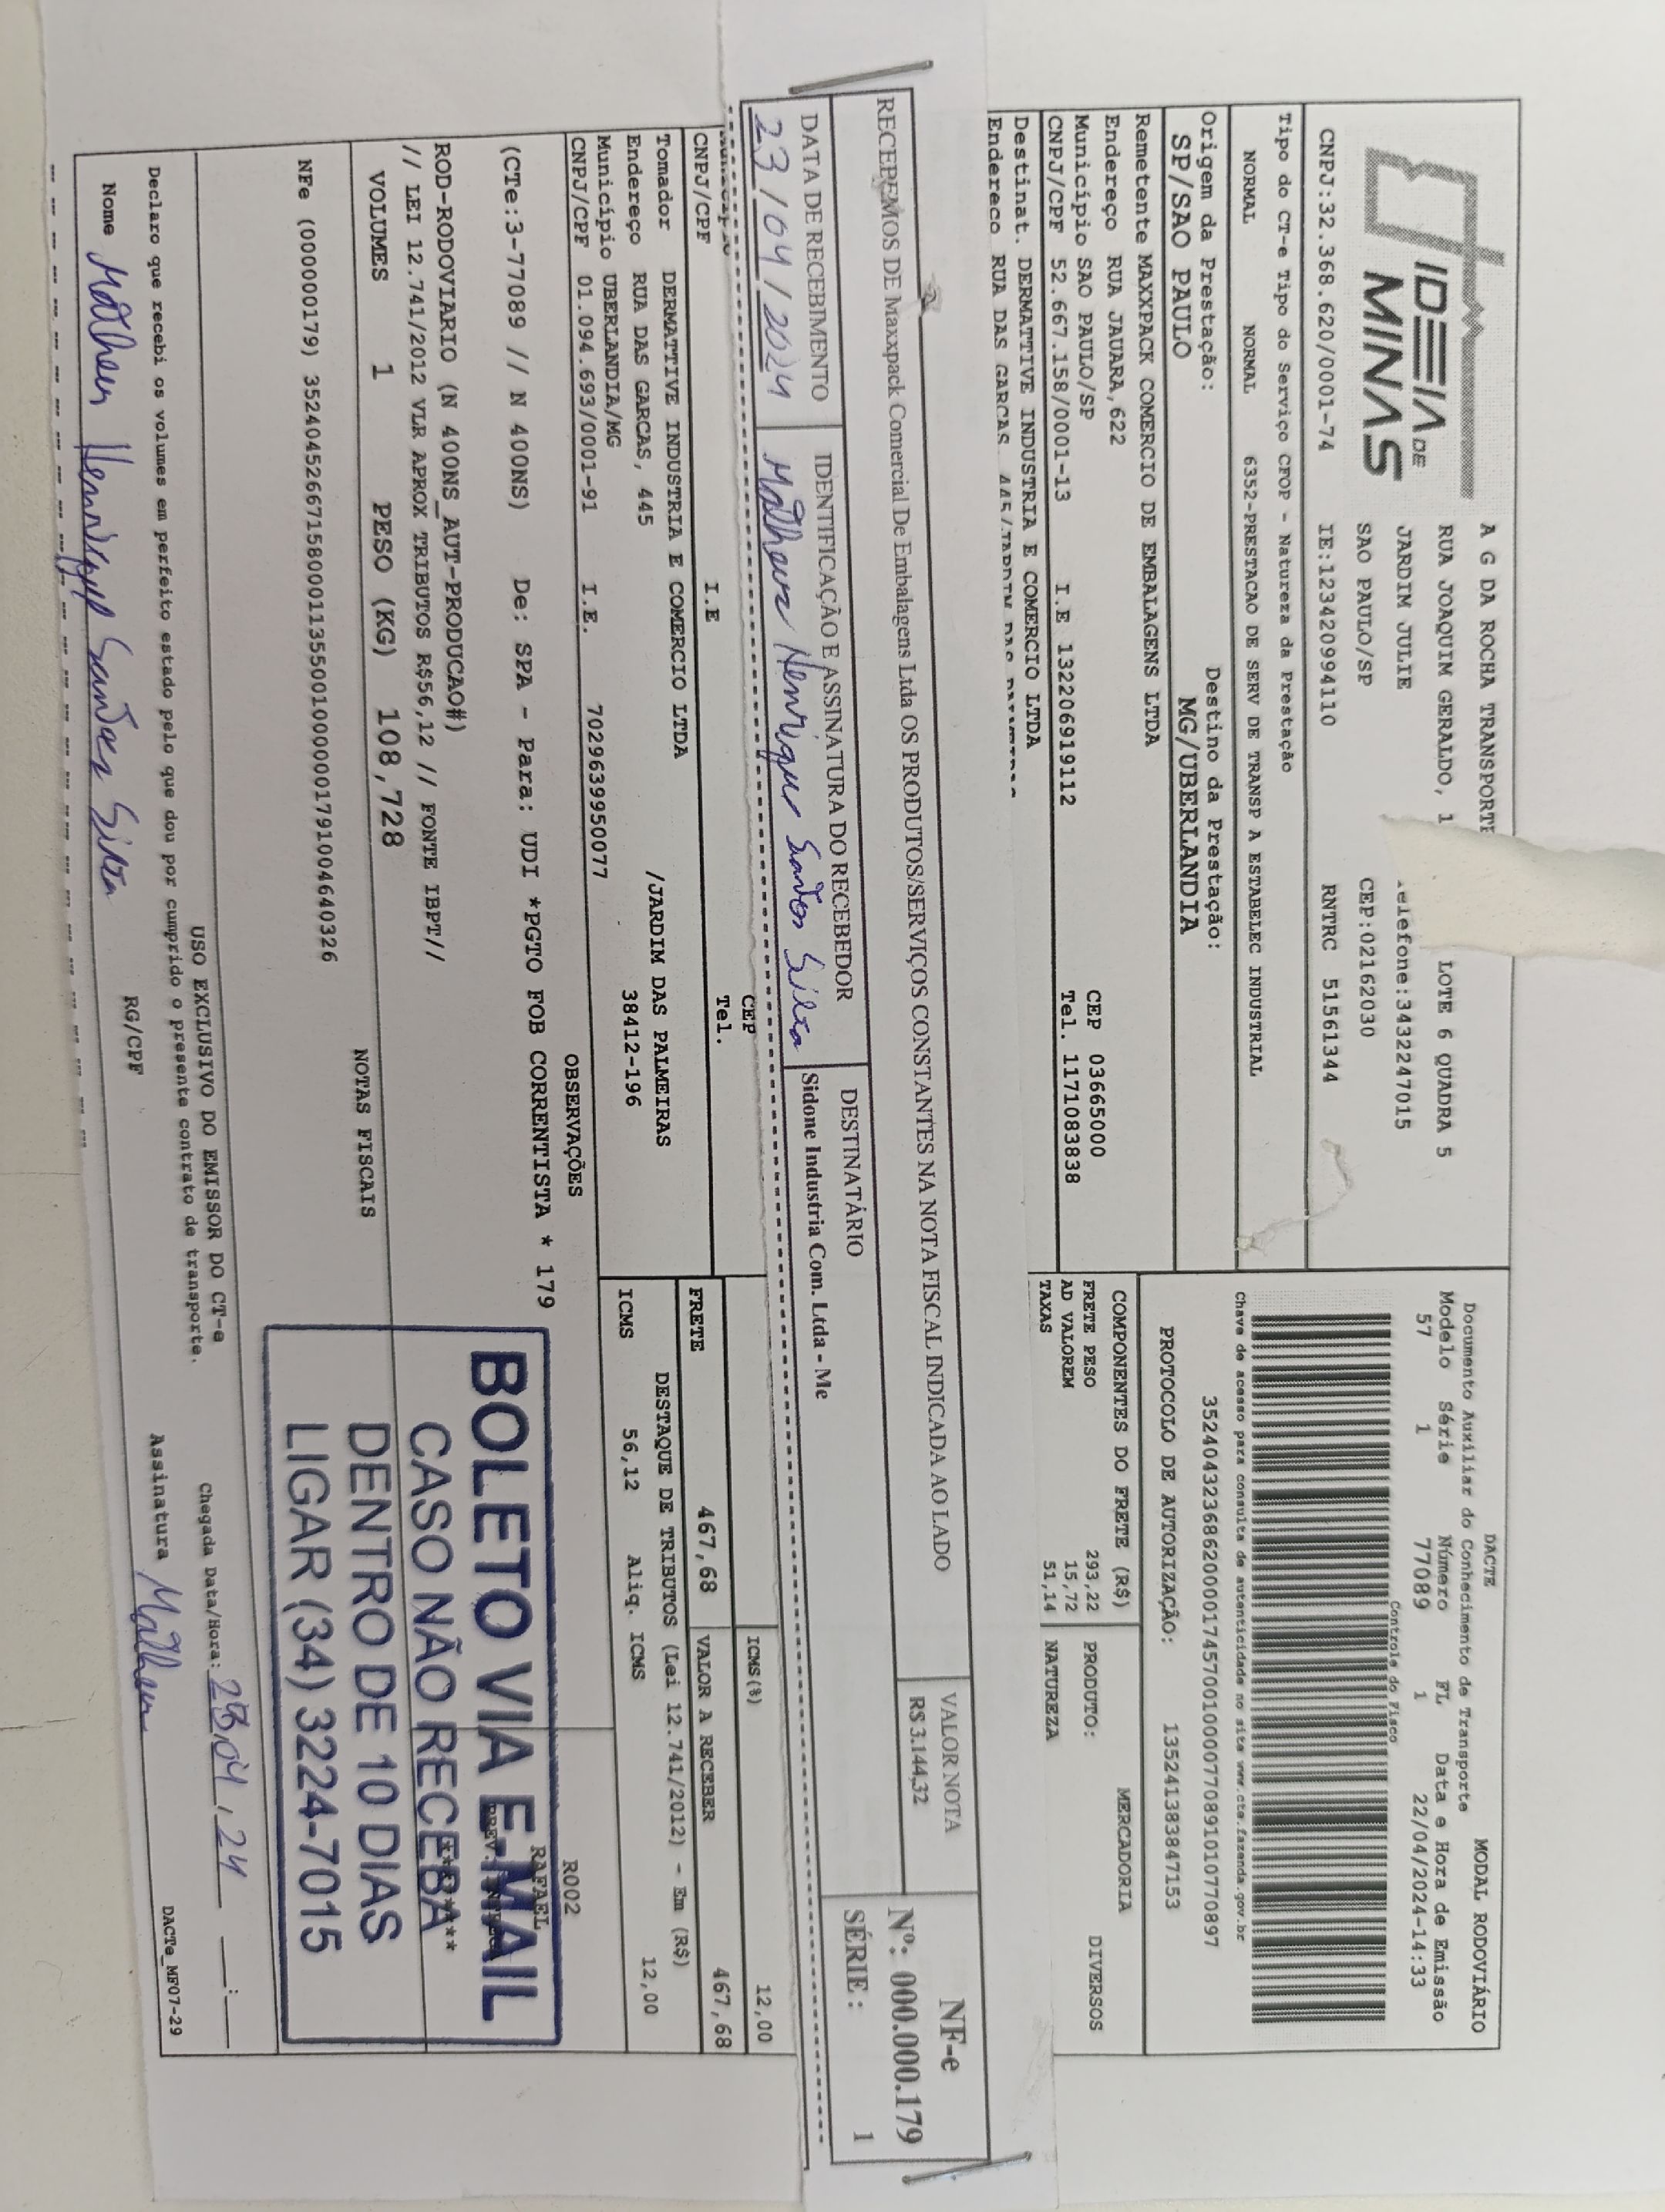 IDEIA DE
MINAS
A G DA ROCHA TRANSPORTE
RUA JOAQUIM GERALDO, 1 LOTE 6 QUADRA 5
JARDIM JULIE elefone:3432247015
SAO PAULO/SP CEP:02162030
CNPJ:32.368.620/0001-74 IE:123420994110 RNTRC 51561344
DACTE MODAL RODOVIÁRIO
Documento Auxiliar do Conhecimento de Transporte
Modelo Série Número FL Data e Hora de Emissão
57 1 77089 1 22/04/2024-14:33
Controle do Fisco
Tipo do CT-e Tipo do Serviço CFOP - Natureza da Prestação
NORMAL NORMAL 6352-PRESTACAO DE SERV DE TRANSP A ESTABELEC INDUSTRIAL
Chave de acesso para consulta de autenticidade no site www.cte.fazenda.gov.br
35240432368620000174570010000770891010770897
Origem da Prestação: Destino da Prestação:
SP/SAO PAULO MG/UBERLANDIA
PROTOCOLO DE AUTORIZAÇÃO: 135241383847153
Remetente MAXXPACK COMERCIO DE EMBALAGENS LTDA
Endereço RUA JAUARA,622
Município SAO PAULO/SP CEP 03665000
CNPJ/CPF 52.667.158/0001-13 I.E 132206919112 Tel. 1171083838
COMPONENTES DO FRETE (R$) MERCADORIA
FRETE PESO 293,22 PRODUTO: DIVERSOS
AD VALOREM 15,72
TAXAS 51,14 NATUREZA
Destinat. DERMATTIVE INDUSTRIA E COMERCIO LTDA
Endereço RUA DAS GARCAS
RECEBEMOS DE Maxxpack Comercial De Embalagens Ltda OS PRODUTOS/SERVIÇOS CONSTANTES NA NOTA FISCAL INDICADA AO LADO
VALOR NOTA
R$ 3.144,32
NF-e
Nº: 000.000.179
SÉRIE: 1
DATA DE RECEBIMENTO IDENTIFICAÇÃO E ASSINATURA DO RECEBEDOR DESTINATÁRIO
23/04/2024 Matheus Henrique Santos Silva Sidone Industria Com. Ltda - Me
CEP
CNPJ/CPF I.E Tel.
ICMS(%) 12,00
FRETE 467,68 VALOR A RECEBER 467,68
Tomador DERMATTIVE INDUSTRIA E COMERCIO LTDA
Endereço RUA DAS GARCAS, 445 /JARDIM DAS PALMEIRAS
Município UBERLANDIA/MG 38412-196
CNPJ/CPF 01.094.693/0001-91 I.E. 7029639950077
DESTAQUE DE TRIBUTOS (Lei 12.741/2012) - Em (R$)
ICMS 56,12 Aliq. ICMS 12,00
OBSERVAÇÕES
R002
RAFAEL
(CTe:3-77089 // N 400NS) De: SPA - Para: UDI *PGTO FOB CORRENTISTA * 179
ROD-RODOVIARIO (N 400NS_AUT-PRODUCAO#)
// LEI 12.741/2012 VLR APROX TRIBUTOS R$56,12 // FONTE IBPT//
VOLUMES 1 PESO (KG) 108,728
NOTAS FISCAIS
NFe (000000179) 35240452667158000113550010000001791004640326
BOLETO VIA E-MAIL
CASO NÃO RECEBA
DENTRO DE 10 DIAS
LIGAR (34) 3224-7015
USO EXCLUSIVO DO EMISSOR DO CT-e
Declaro que recebi os volumes em perfeito estado pelo que dou por cumprido o presente contrato de transporte.
Chegada Data/Hora: 23/04/24 __:__
Nome Matheus Henrique Santos Silva RG/CPF Assinatura Matheus
DACTe_MF07-29